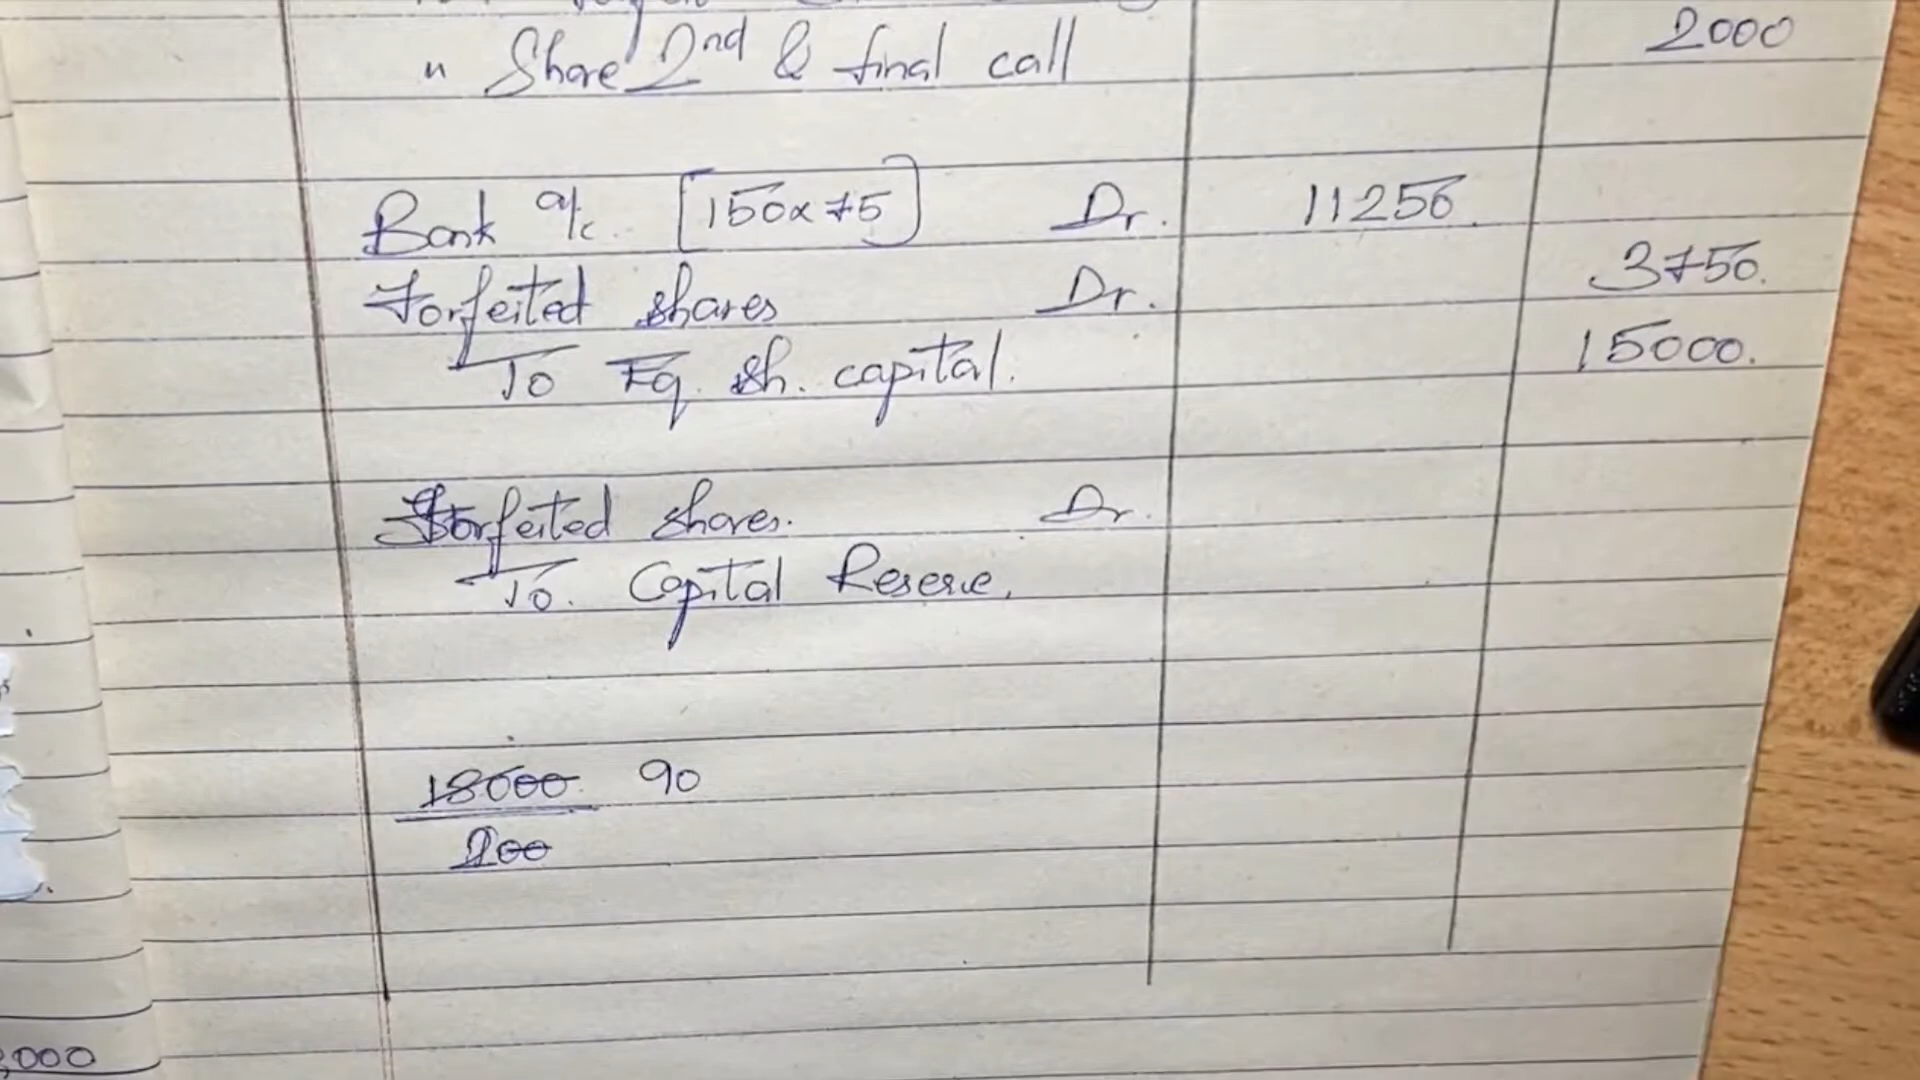 " Share 2nd & final call 2000
Bank a/c. [150x75] Dr. 11250
Forfeited shares Dr. 3750.
To Eq. sh. capital. 15000.
Forfeited shares. Dr.
To. Capital Reserve.
18000 90
200
,000